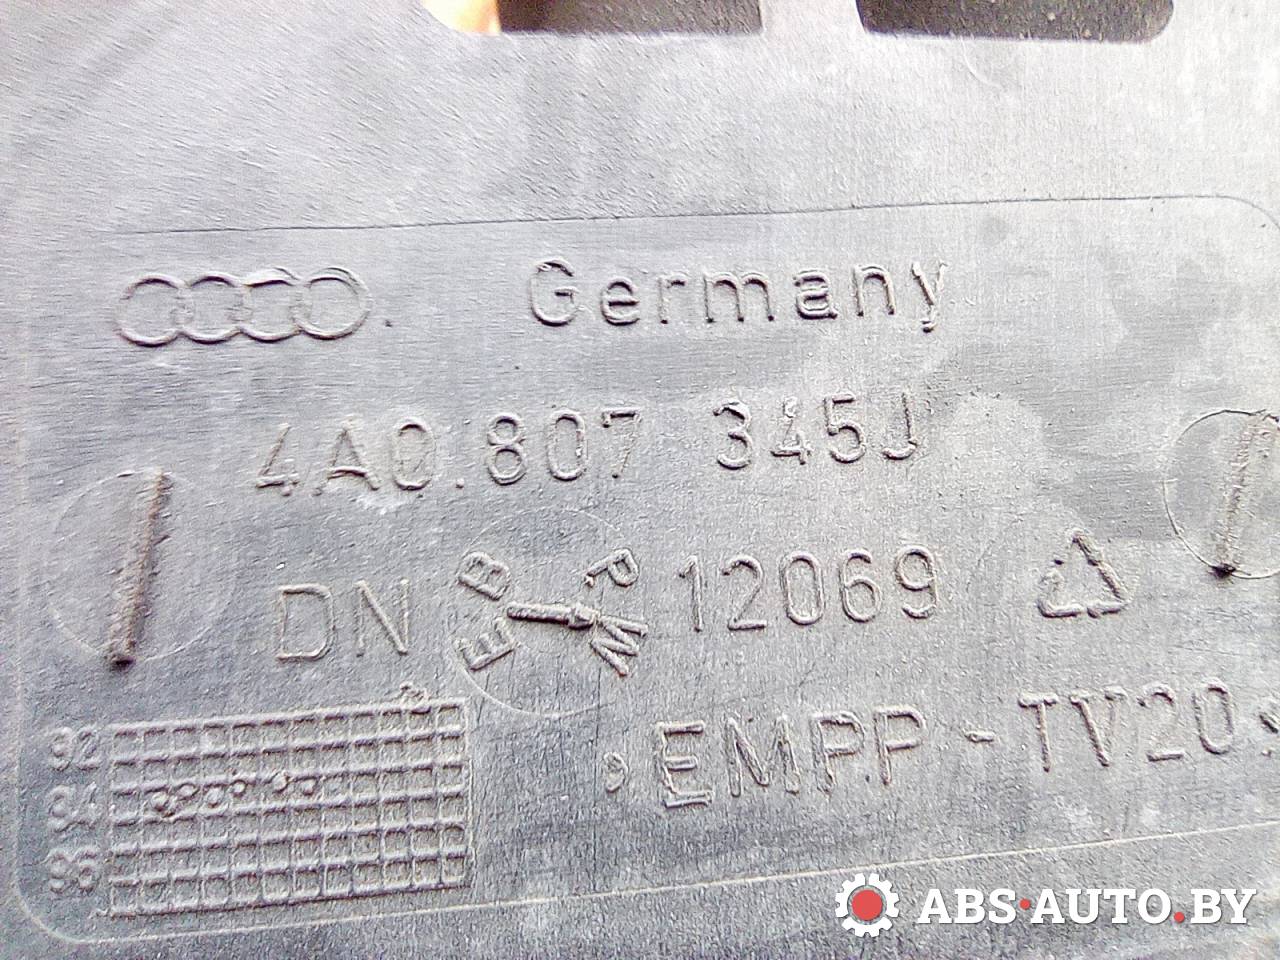 Germany
4A0.807 345J
DN 12069
B P
E M
EMPP-TV20
92
94
96
ABS·AUTO.BY